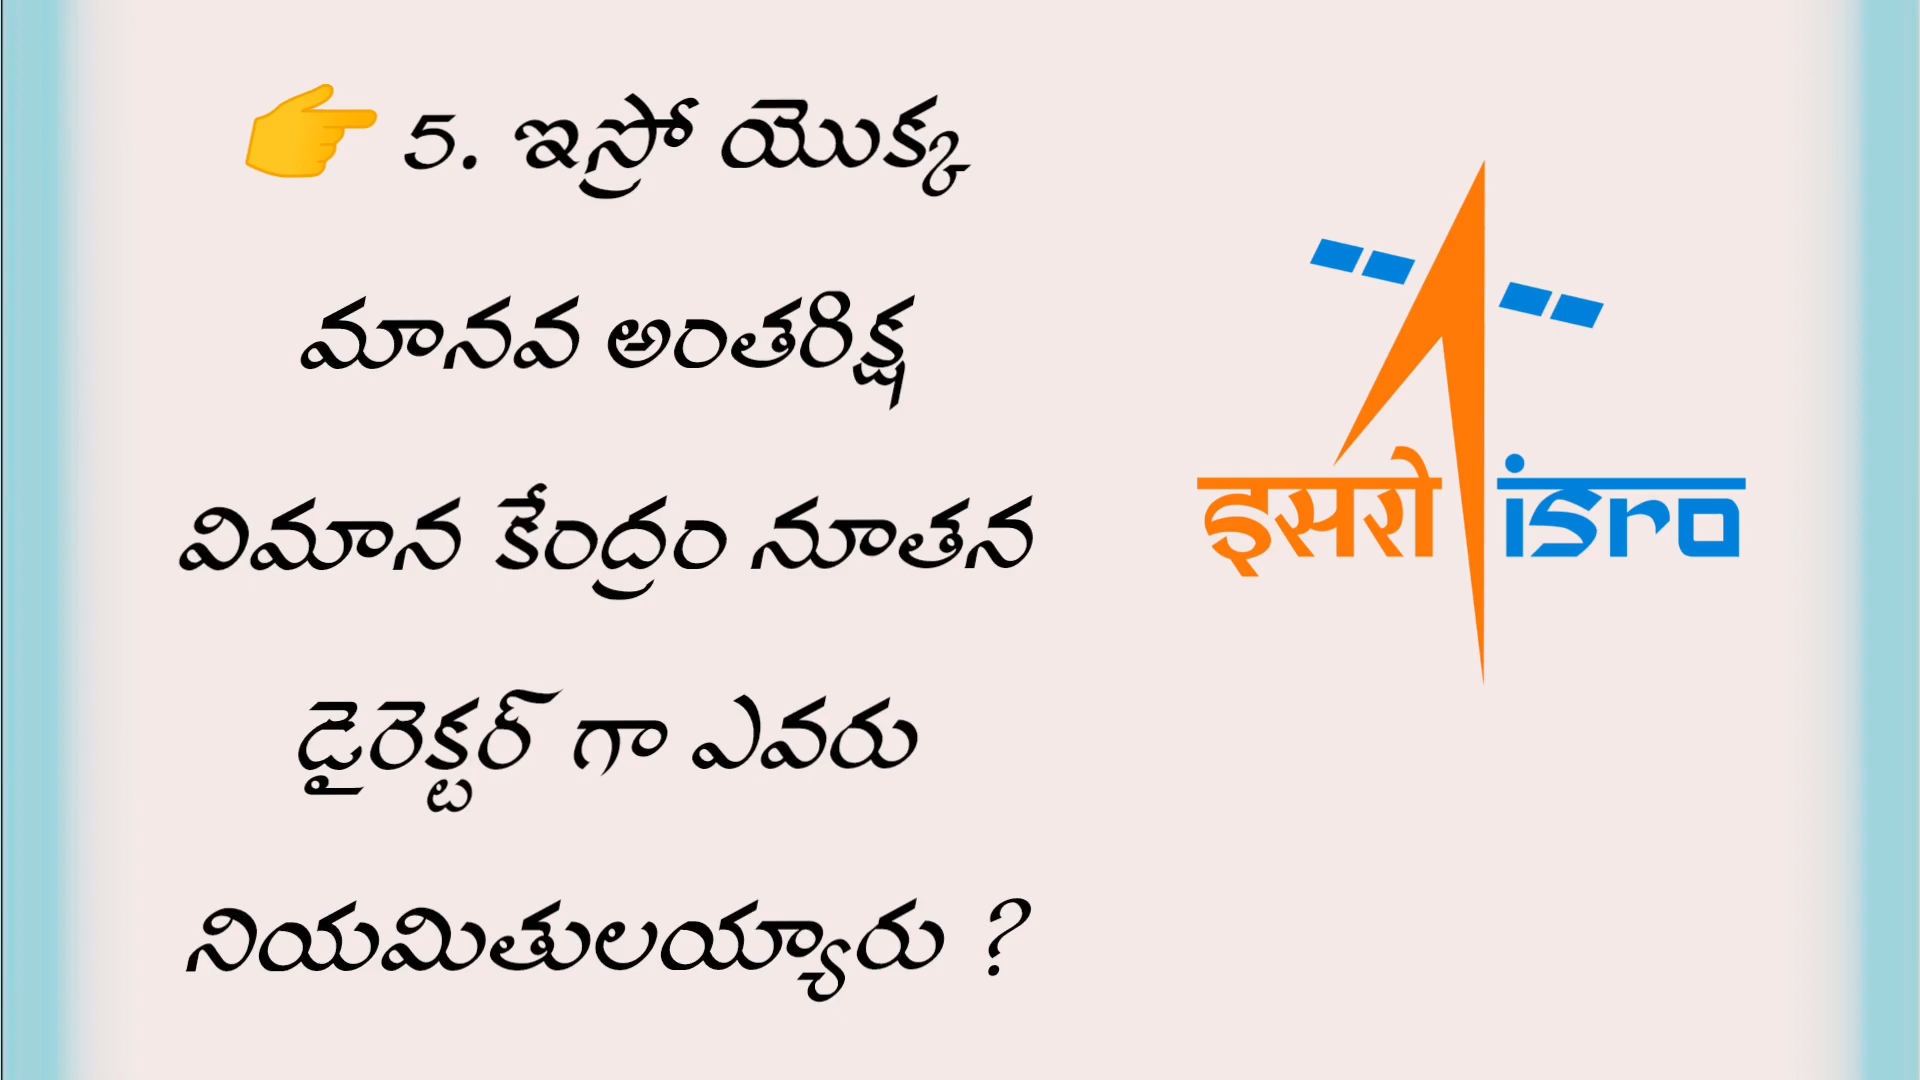 👉 5. ఇస్రో యొక్క
మానవ అంతరిక్ష
విమాన కేంద్రం నూతన
డైరెక్టర్ గా ఎవరు
నియమితులయ్యారు ?
इसरो isro